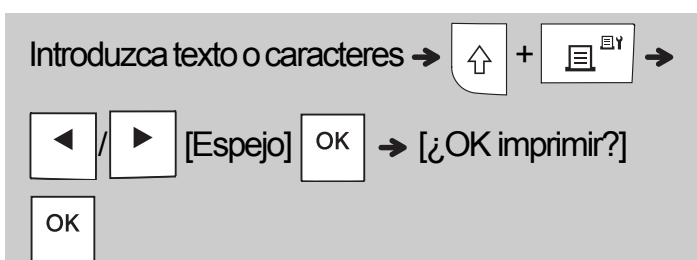 Introduzca texto o caracteres ➔ ⇧ + ➔
◀ / ▶ [Espejo] OK ➔ [¿OK imprimir?]
OK